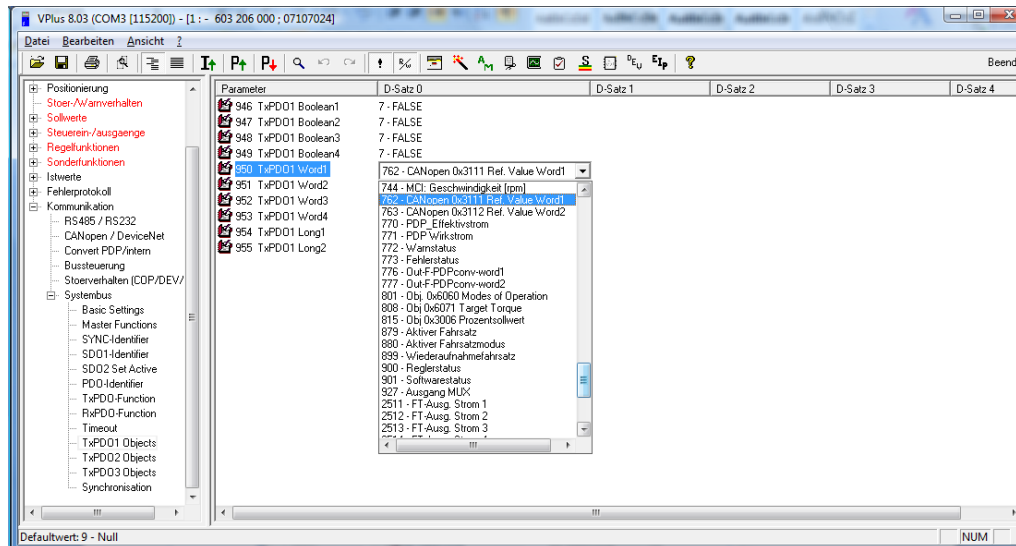 VPlus 8.03 (COM3 [115200]) - [1 : - 603 206 000 ; 07107024]
Datei Bearbeiten Ansicht ?
Beend
Positionierung
Stoer-/Warnverhalten
Sollwerte
Steuerein-/ausgaenge
Regelfunktionen
Sonderfunktionen
Istwerte
Fehlerprotokoll
Kommunikation
RS485 / RS232
CANopen / DeviceNet
Convert PDP/intern
Bussteuerung
Stoerverhalten (COP/DEV/
Systembus
Basic Settings
Master Functions
SYNC-Identifier
SDO1-Identifier
SDO2 Set Active
PDO-Identifier
TxPDO-Function
RxPDO-Function
Timeout
TxPDO1 Objects
TxPDO2 Objects
TxPDO3 Objects
Synchronisation
Parameter D-Satz 0 D-Satz 1 D-Satz 2 D-Satz 3 D-Satz 4
946 TxPDO1 Boolean1 7 - FALSE
947 TxPDO1 Boolean2 7 - FALSE
948 TxPDO1 Boolean3 7 - FALSE
949 TxPDO1 Boolean4 7 - FALSE
950 TxPDO1 Word1 762 - CANopen 0x3111 Ref. Value Word1
951 TxPDO1 Word2
952 TxPDO1 Word3
953 TxPDO1 Word4
954 TxPDO1 Long1
955 TxPDO1 Long2
744 - MCI: Geschwindigkeit [rpm]
762 - CANopen 0x3111 Ref. Value Word1
763 - CANopen 0x3112 Ref. Value Word2
770 - PDP_Effektivstrom
771 - PDP Wirkstrom
772 - Warnstatus
773 - Fehlerstatus
776 - Out-F-PDPconv-word1
777 - Out-F-PDPconv-word2
801 - Obj. 0x6060 Modes of Operation
808 - Obj 0x6071 Target Torque
815 - Obj 0x3006 Prozentsollwert
879 - Aktiver Fahrsatz
880 - Aktiver Fahrsatzmodus
899 - Wiederaufnahmefahrsatz
900 - Reglerstatus
901 - Softwarestatus
927 - Ausgang MUX
2511 - FT-Ausg. Strom 1
2512 - FT-Ausg. Strom 2
2513 - FT-Ausg. Strom 3
Defaultwert: 9 - Null
NUM